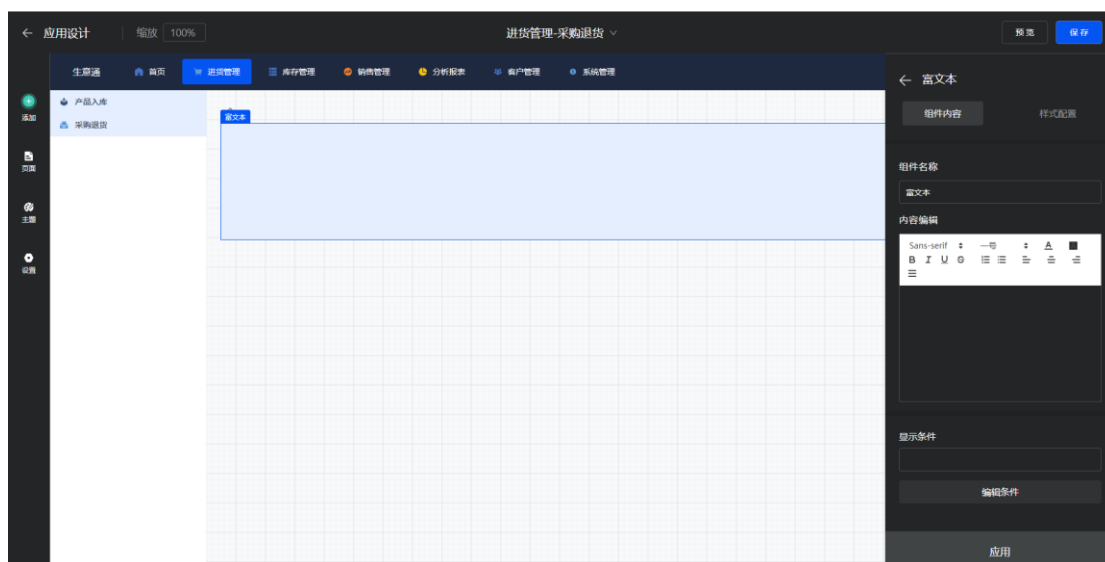 应用设计
缩放 100%
进货管理-采购退货
预览
保存
生意通
首页
进货管理
库存管理
销售管理
分析报表
客户管理
系统管理
添加
页面
主题
设置
产品入库
采购退货
富文本
富文本
组件内容
样式配置
组件名称
富文本
内容编辑
Sans-serif 一号 A
B I U S
显示条件
编辑条件
应用